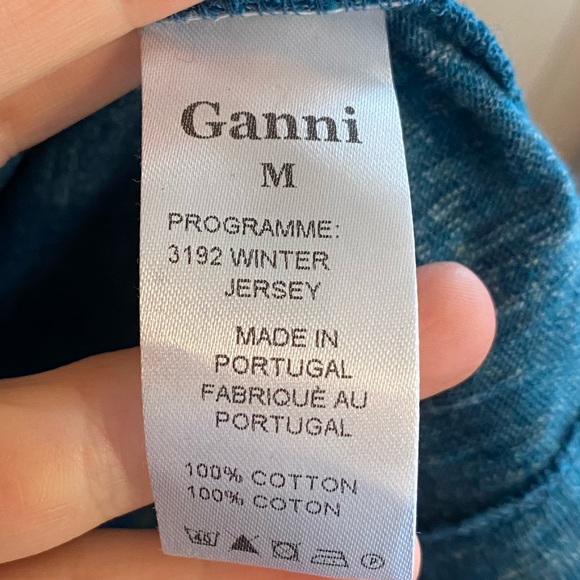 Ganni
M
PROGRAMME:
3192 WINTER
JERSEY
MADE IN
PORTUGAL
FABRIQUÈ AU
PORTUGAL
100% COTTON
100% COTON
P